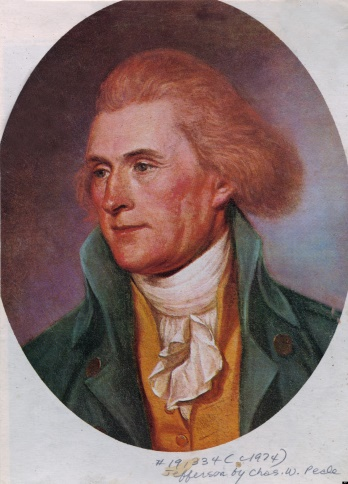 #19,334 (c1974)
Jefferson by Chas. W. Peale